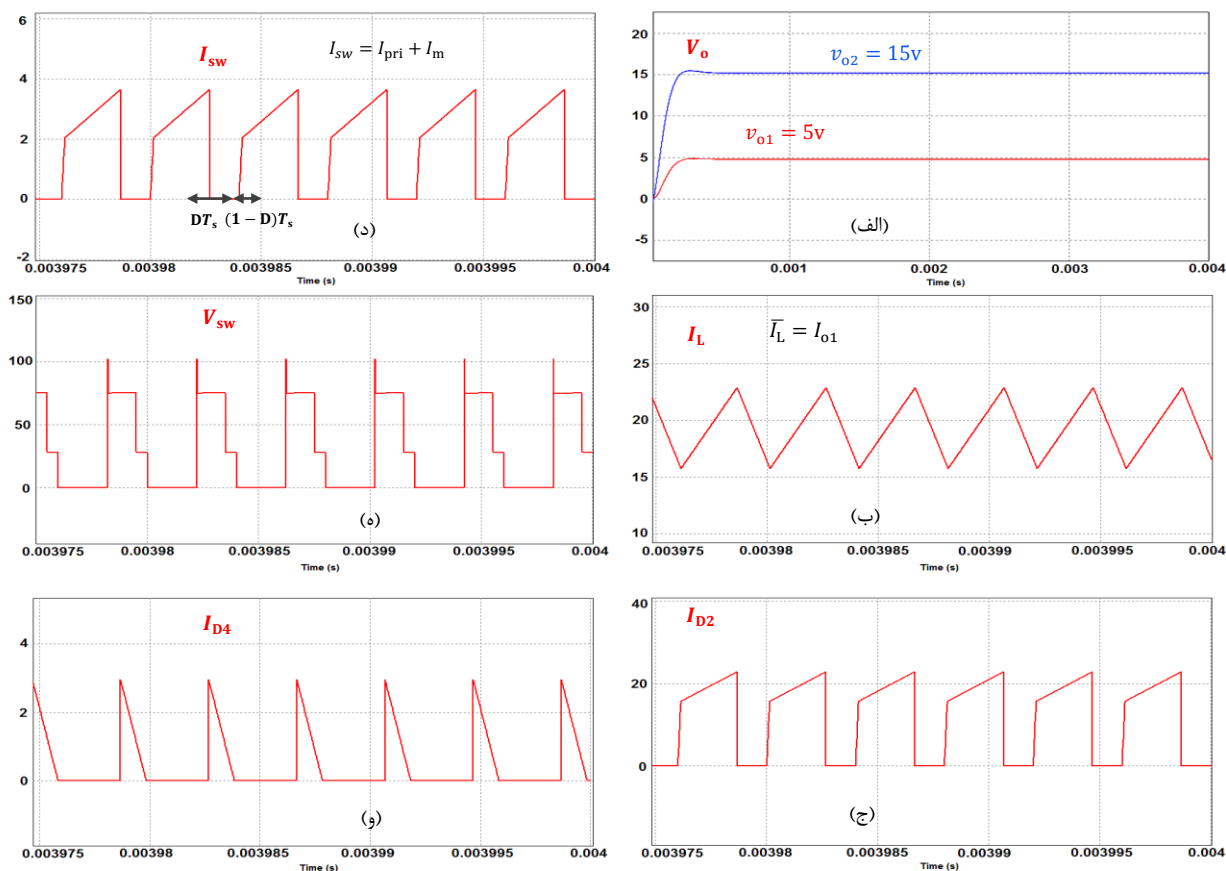 6
4
2
0
-2
I_sw
I_sw = I_pri + I_m
DT_s (1 − D)T_s
(د)
0.003975 0.00398 0.003985 0.00399 0.003995 0.004
Time (s)
20
15
10
5
0
-5
V_o
v_o2 = 15v
v_o1 = 5v
(الف)
0.001 0.002 0.003 0.004
Time (s)
150
100
50
0
V_sw
(ه)
0.003975 0.00398 0.003985 0.00399 0.003995 0.004
Time (s)
30
25
20
15
10
I_L
I̅_L = I_o1
(ب)
0.003975 0.00398 0.003985 0.00399 0.003995 0.004
Time (s)
4
2
0
I_D4
(و)
0.003975 0.00398 0.003985 0.00399 0.003995 0.004
Time (s)
40
20
0
I_D2
(ج)
0.003975 0.00398 0.003985 0.00399 0.003995 0.004
Time (s)